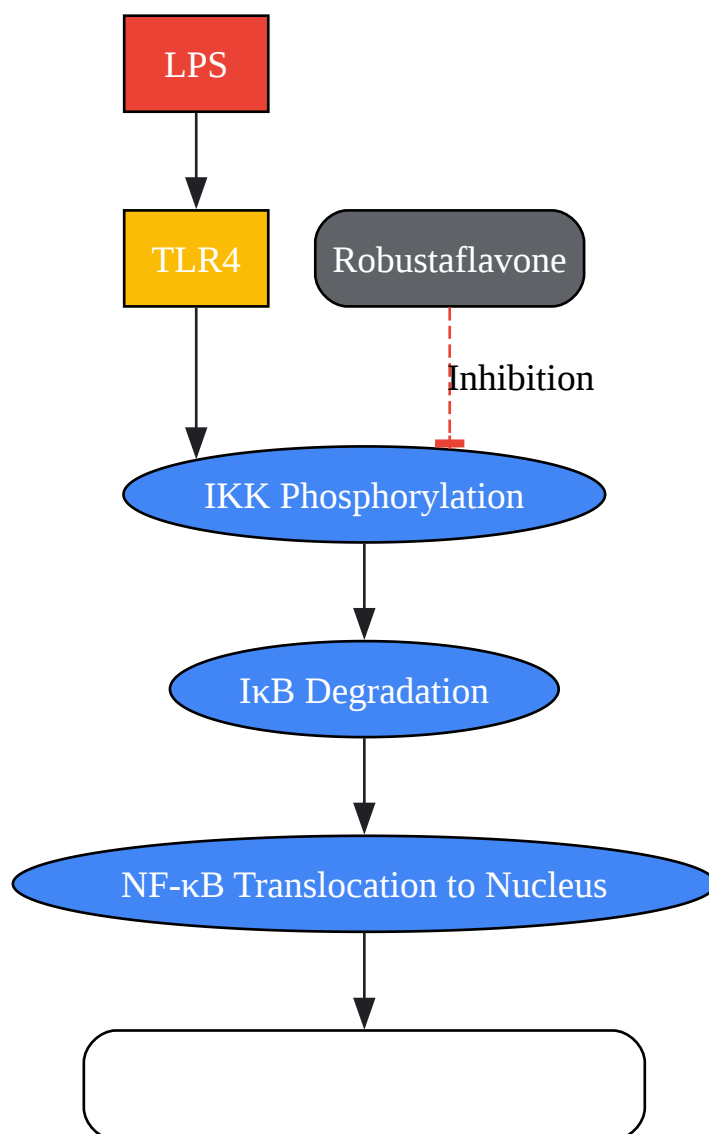 LPS
TLR4
Robustaflavone
Inhibition
IKK Phosphorylation
IκB Degradation
NF-κB Translocation to Nucleus